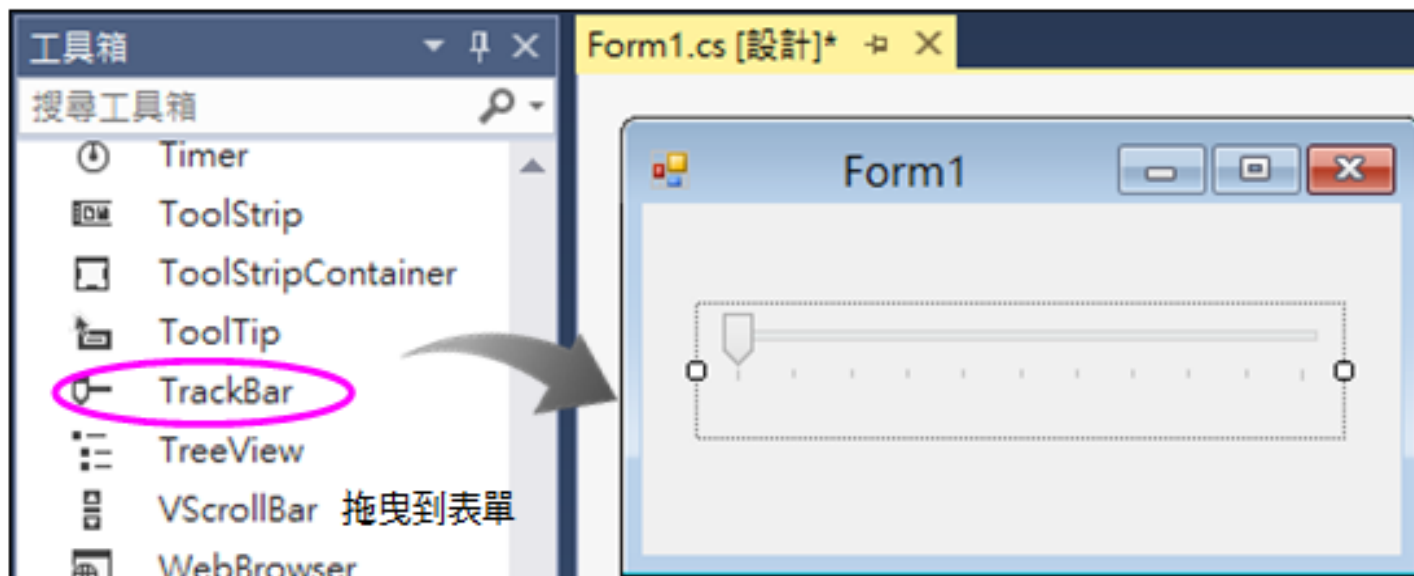 工具箱
搜尋工具箱
Timer
ToolStrip
ToolStripContainer
ToolTip
TrackBar
TreeView
VScrollBar 拖曳到表單
WebBrowser
Form1.cs [設計]*
Form1